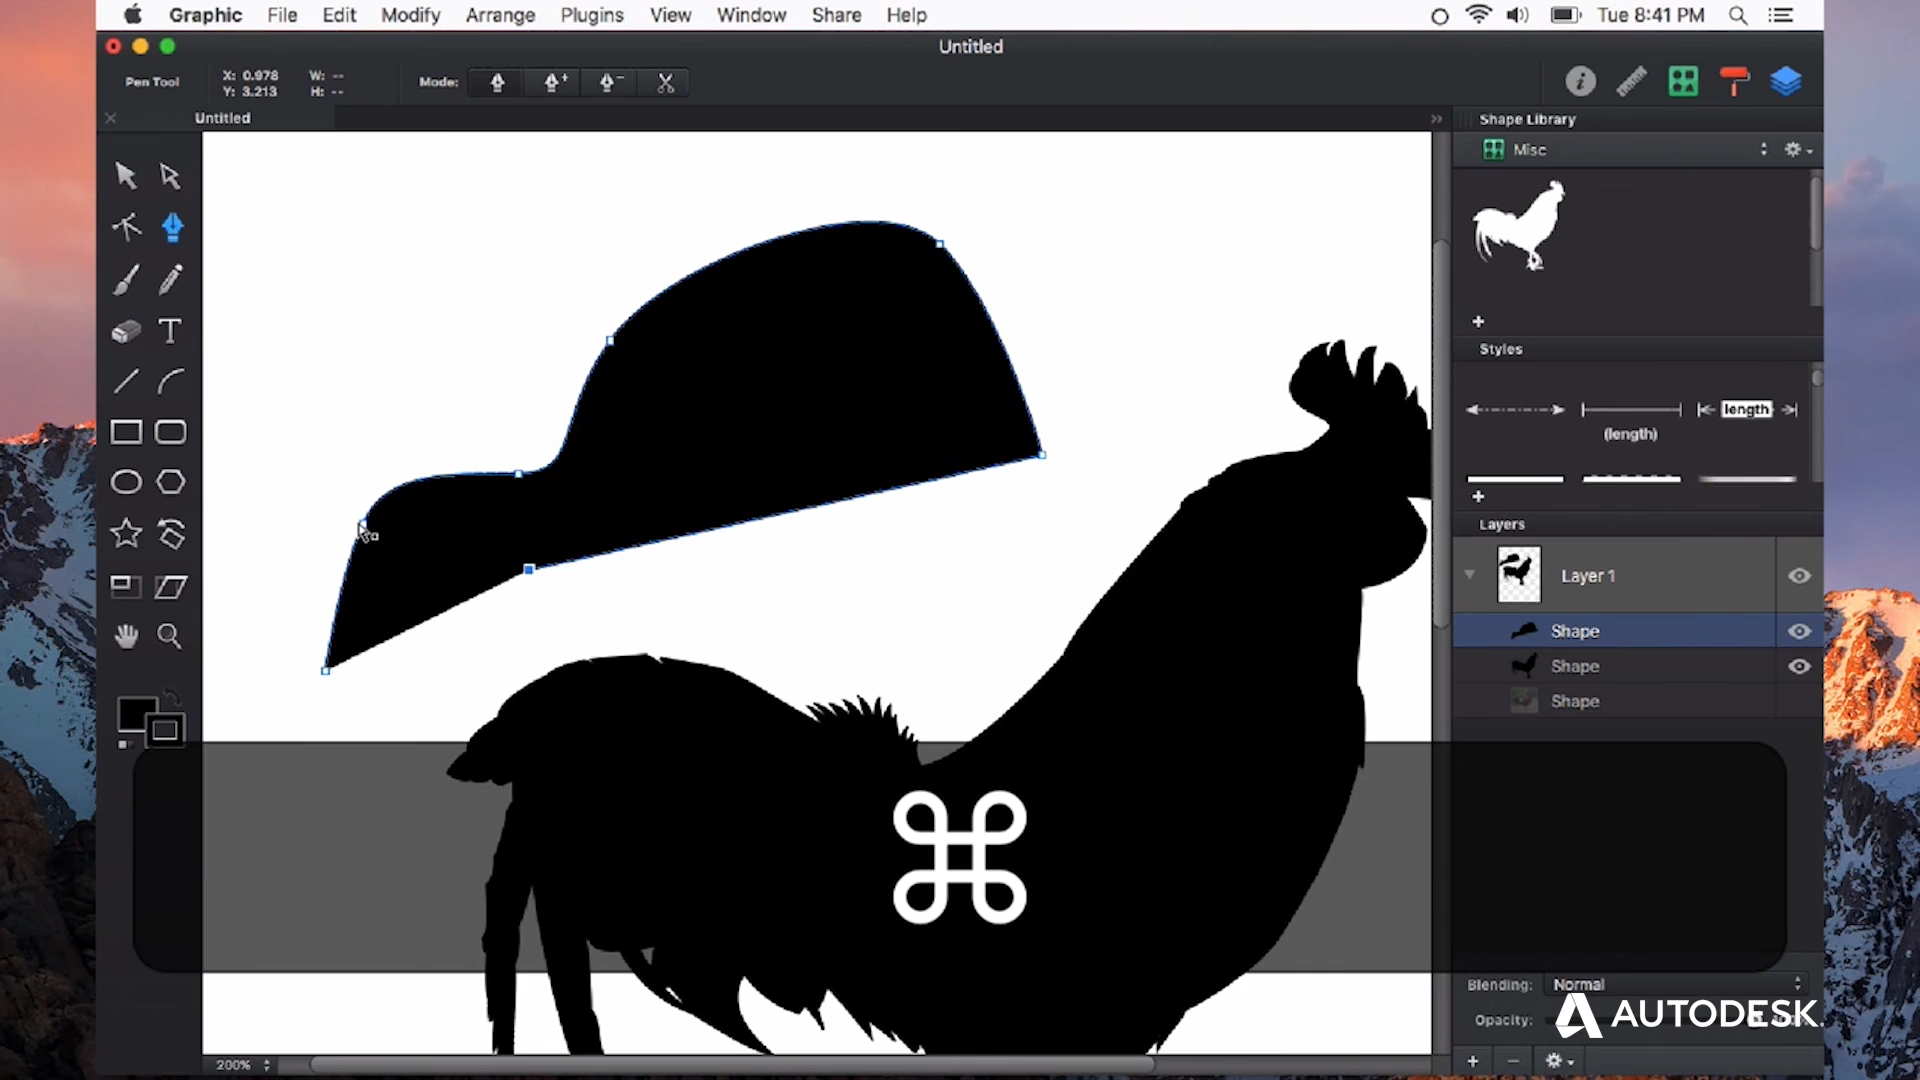 Graphic File Edit Modify Arrange Plugins View Window Share Help Tue 8:41 PM
Untitled
Pen Tool X: 0.978 W: -- Mode:
Y: 3.213 H: --
Untitled
Shape Library
Misc
Styles
length
(length)
Layers
Layer 1
Shape
Shape
Shape
Blending: Normal
Opacity:
AUTODESK.
200%